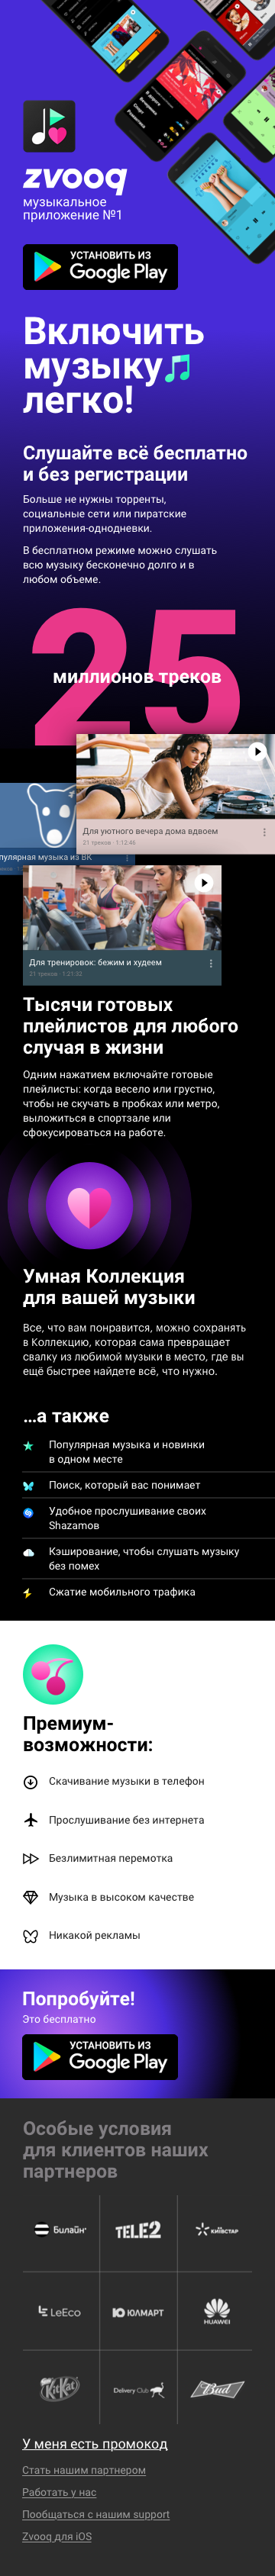 zvooq
музыкальное
приложение №1
УСТАНОВИТЬ ИЗ
Google Play
Включить
музыку
легко!
Слушайте всё бесплатно
и без регистрации
Больше не нужны торренты,
социальные сети или пиратские
приложения-однодневки.
В бесплатном режиме можно слушать
всю музыку бесконечно долго и в
любом объеме.
25
миллионов треков
Для уютного вечера дома вдвоем
21 треков · 1:12:46
пулярная музыка из ВК
Для тренировок: бежим и худеем
21 треков · 1:21:32
Тысячи готовых
плейлистов для любого
случая в жизни
Одним нажатием включайте готовые
плейлисты: когда весело или грустно,
чтобы не скучать в пробках или метро,
выложиться в спортзале или
сфокусироваться на работе.
Умная Коллекция
для вашей музыки
Все, что вам понравится, можно сохранять
в Коллекцию, которая сама превращает
свалку из любимой музыки в место, где вы
ещё быстрее найдете всё, что нужно.
...а также
Популярная музыка и новинки
в одном месте
Поиск, который вас понимает
Удобное прослушивание своих
Shazamов
Кэширование, чтобы слушать музыку
без помех
Сжатие мобильного трафика
Премиум-
возможности:
Скачивание музыки в телефон
Прослушивание без интернета
Безлимитная перемотка
Музыка в высоком качестве
Никакой рекламы
Попробуйте!
Это бесплатно
УСТАНОВИТЬ ИЗ
Google Play
Особые условия
для клиентов наших
партнеров
Билайн
TELE2
КИЇВСТАР
LeEco
ЮЛМАРТ
HUAWEI
KitKat
Delivery Club
Bud
У меня есть промокод
Стать нашим партнером
Работать у нас
Пообщаться с нашим support
Zvooq для iOS